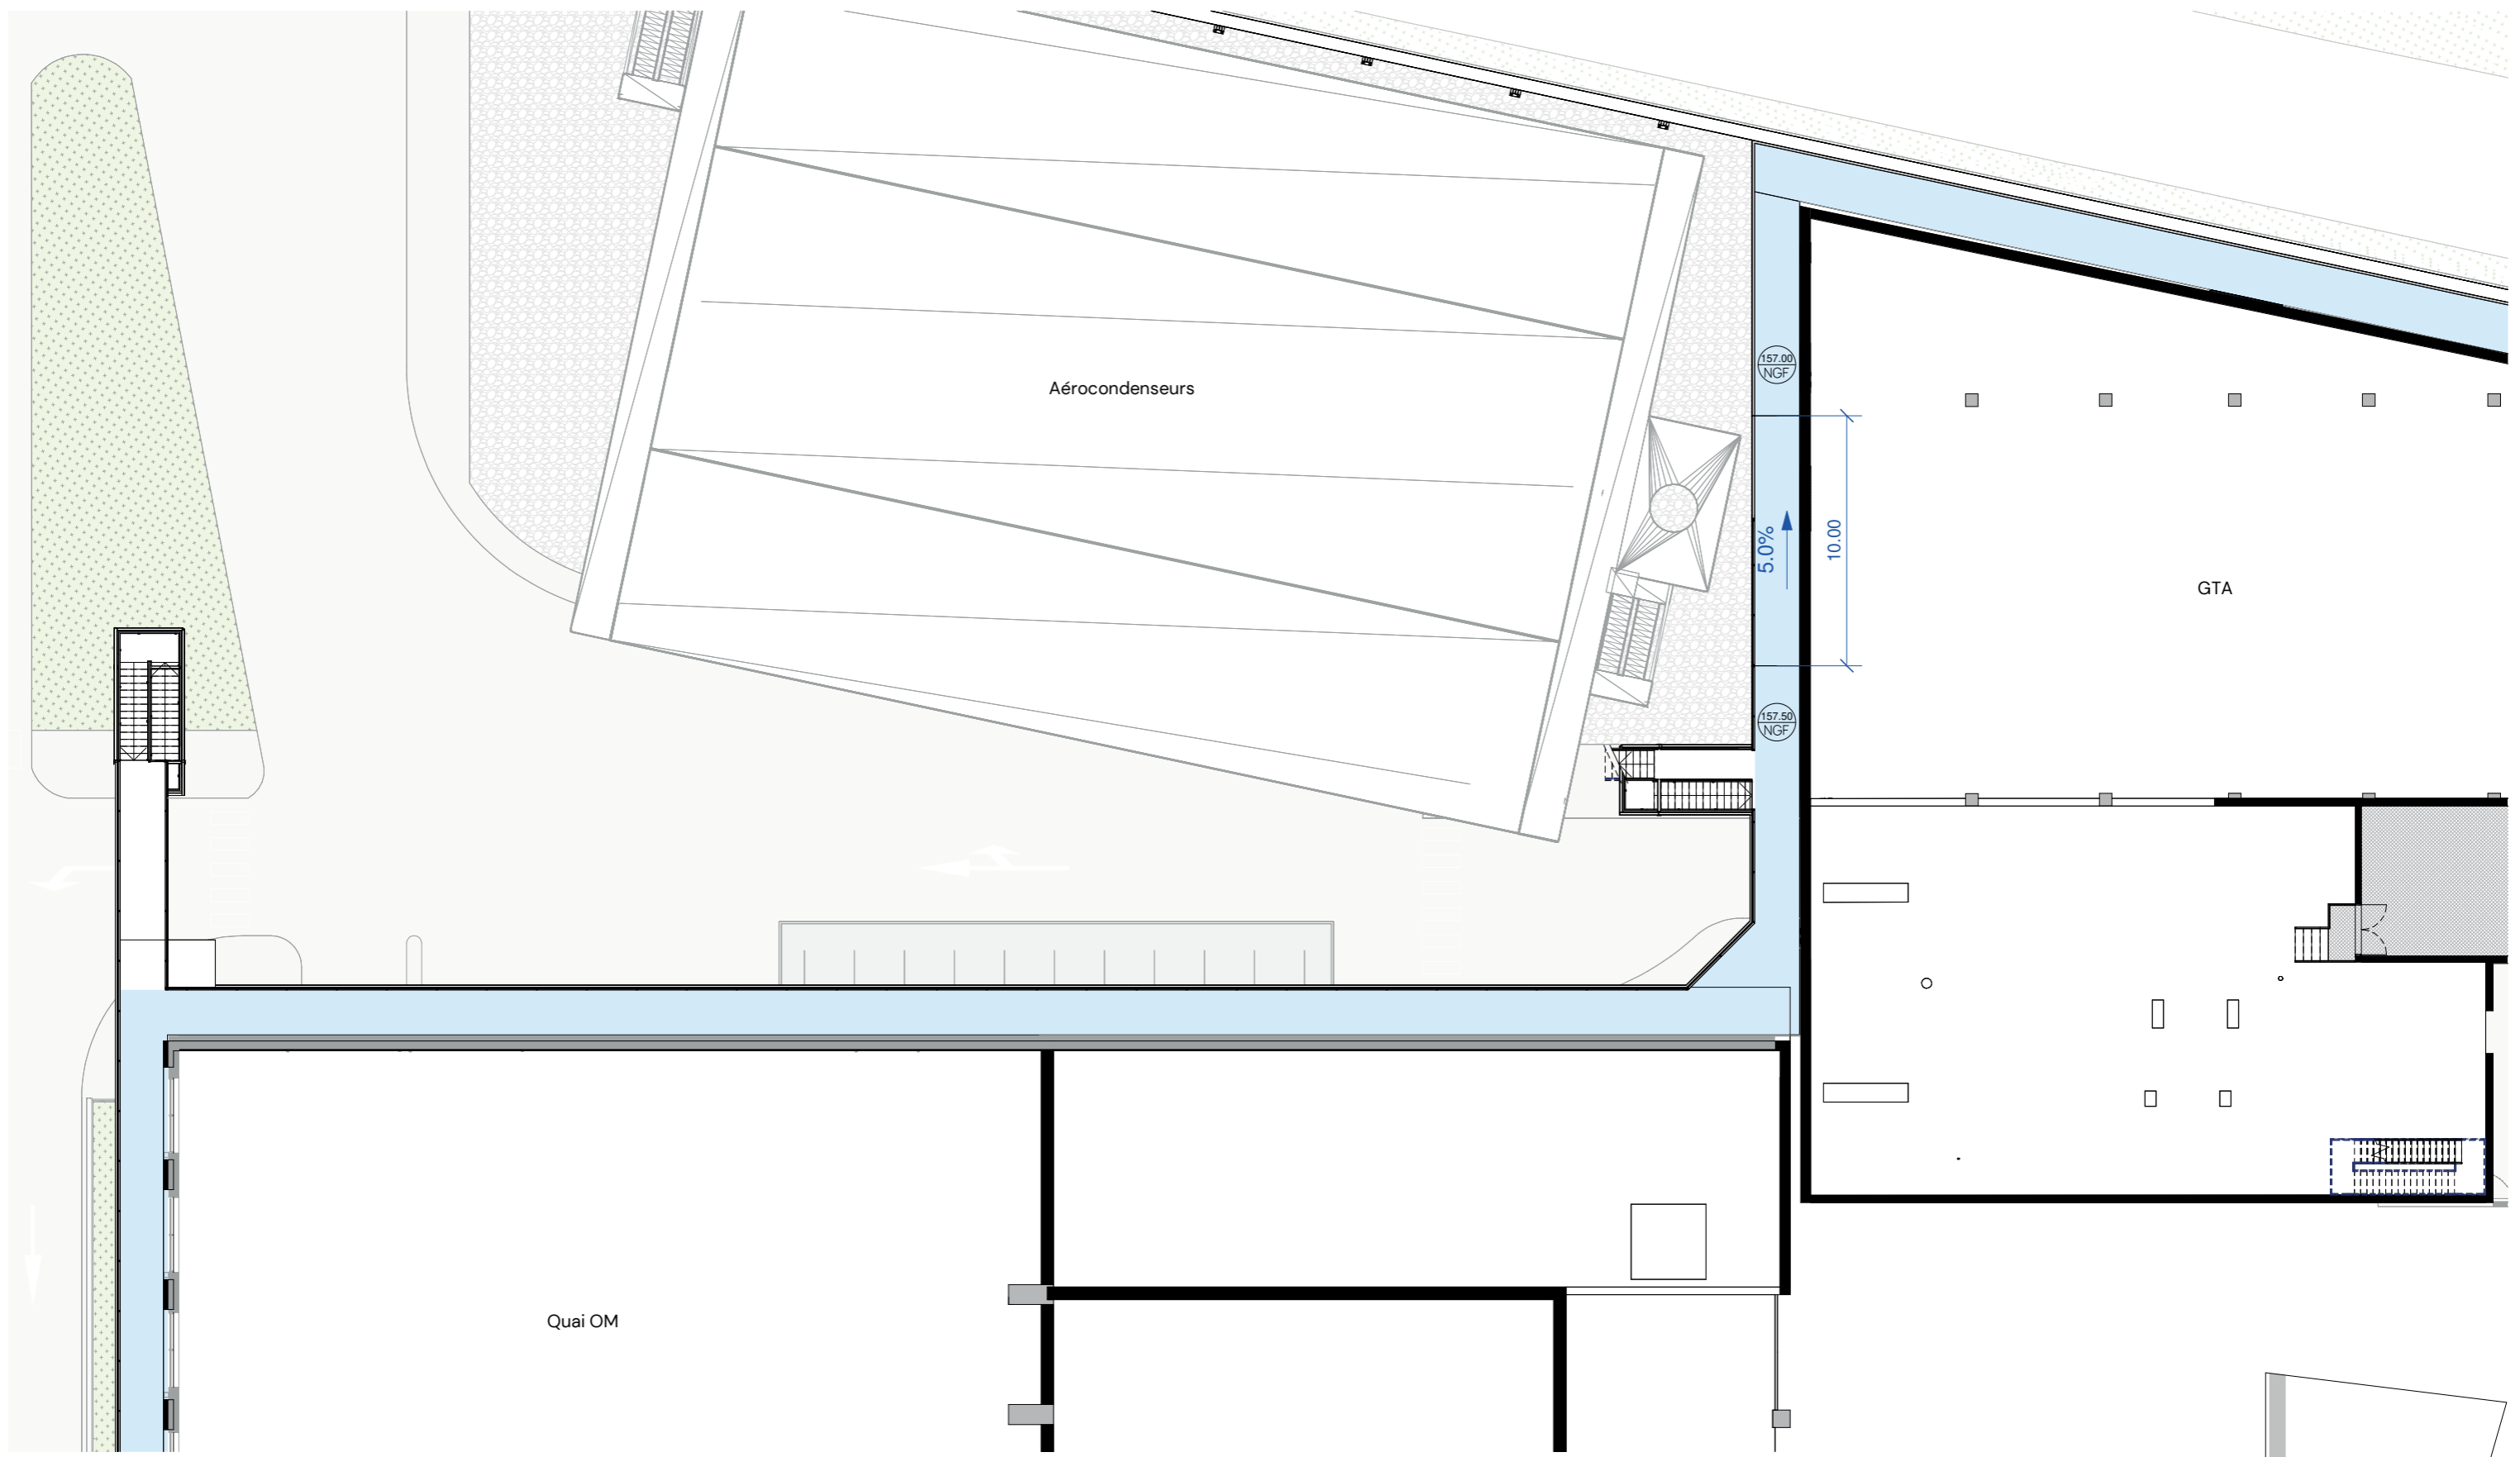 157.00
NGF
Aérocondenseurs
5.0%
10.00
GTA
157.50
NGF
Quai OM